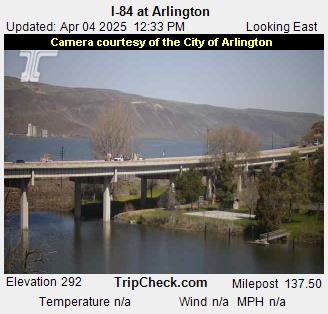 I-84 at Arlington
Updated: Apr 04 2025 12:33 PM Looking East
Camera courtesy of the City of Arlington
Elevation 292 TripCheck.com Milepost 137.50
Temperature n/a Wind n/a MPH n/a